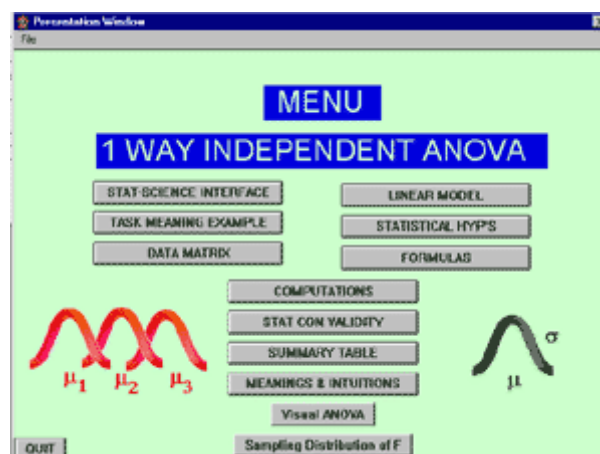 Presentation Window
File
MENU
1 WAY INDEPENDENT ANOVA
STAT-SCIENCE INTERFACE
LINEAR MODEL
TASK MEANING EXAMPLE
STATISTICAL HYP'S
DATA MATRIX
FORMULAS
COMPUTATIONS
STAT CON VALIDITY
SUMMARY TABLE
MEANINGS & INTUITIONS
μ1 μ2 μ3
σ
μ
Visual ANOVA
QUIT
Sampling Distribution of F